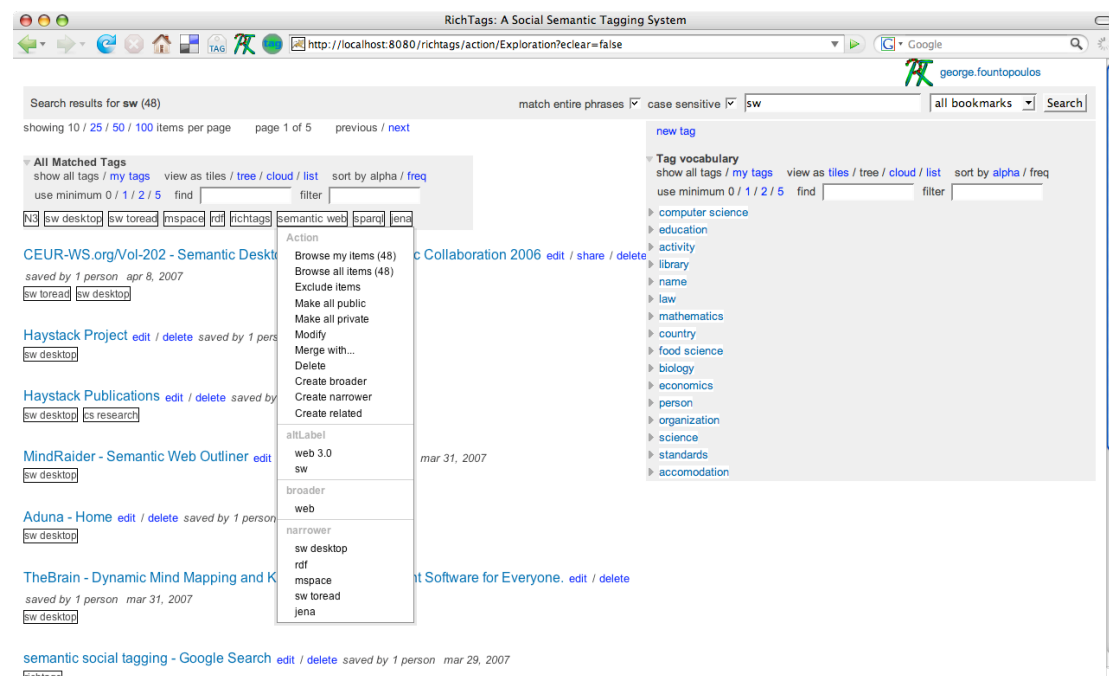 RichTags: A Social Semantic Tagging System
TAG
tag
http://localhost:8080/richtags/action/Exploration?eclear=false
G
Google
george.fountopoulos
Search results for sw (48)
match entire phrases
case sensitive
sw
all bookmarks
Search
showing 10 / 25 / 50 / 100 items per page page 1 of 5 previous / next
All Matched Tags
show all tags / my tags view as tiles / tree / cloud / list sort by alpha / freq
use minimum 0 / 1 / 2 / 5 find filter
N3 sw desktop sw toread mspace rdf richtags semantic web sparql jena
CEUR-WS.org/Vol-202 - Semantic Deskt c Collaboration 2006 edit / share / delete
saved by 1 person apr 8, 2007
sw toread sw desktop
Haystack Project edit / delete saved by 1 pers
sw desktop
Haystack Publications edit / delete saved by
sw desktop cs research
MindRaider - Semantic Web Outliner edit mar 31, 2007
sw desktop
Aduna - Home edit / delete saved by 1 person
sw desktop
TheBrain - Dynamic Mind Mapping and K t Software for Everyone. edit / delete
saved by 1 person mar 31, 2007
sw desktop
semantic social tagging - Google Search edit / delete saved by 1 person mar 29, 2007
richtags
Action
Browse my items (48)
Browse all items (48)
Exclude items
Make all public
Make all private
Modify
Merge with...
Delete
Create broader
Create narrower
Create related
altLabel
web 3.0
sw
broader
web
narrower
sw desktop
rdf
mspace
sw toread
jena
new tag
Tag vocabulary
show all tags / my tags view as tiles / tree / cloud / list sort by alpha / freq
use minimum 0 / 1 / 2 / 5 find filter
computer science
education
activity
library
name
law
mathematics
country
food science
biology
economics
person
organization
science
standards
accomodation